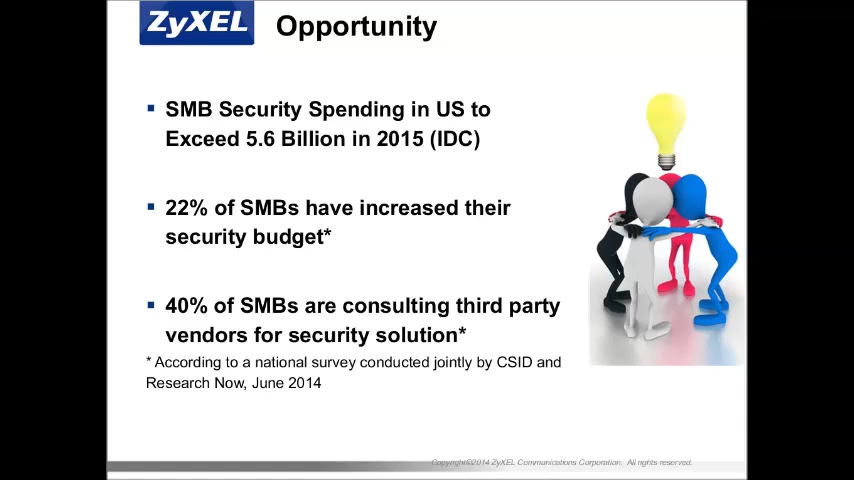 ZyXEL
Opportunity
▪ SMB Security Spending in US to
Exceed 5.6 Billion in 2015 (IDC)
▪ 22% of SMBs have increased their
security budget*
▪ 40% of SMBs are consulting third party
vendors for security solution*
* According to a national survey conducted jointly by CSID and
Research Now, June 2014
Copyright©2014 ZyXEL Communications Corporation. All rights reserved.